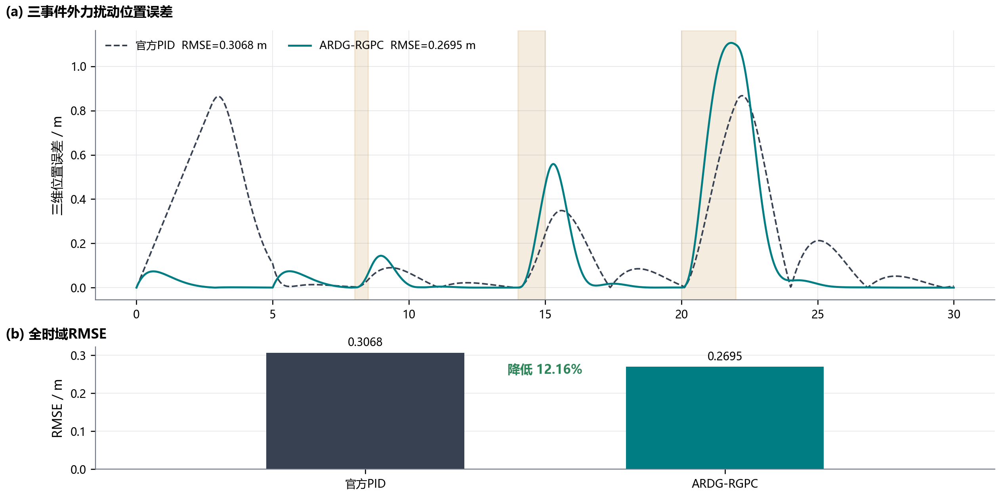 (a) 三事件外力扰动位置误差
官方PID  RMSE=0.3068 m
ARDG-RGPC  RMSE=0.2695 m
三维位置误差 / m
1.0
0.8
0.6
0.4
0.2
0.0
0 5 10 15 20 25 30
(b) 全时域RMSE
RMSE / m
0.3
0.2
0.1
0.0
0.3068
降低 12.16%
0.2695
官方PID
ARDG-RGPC